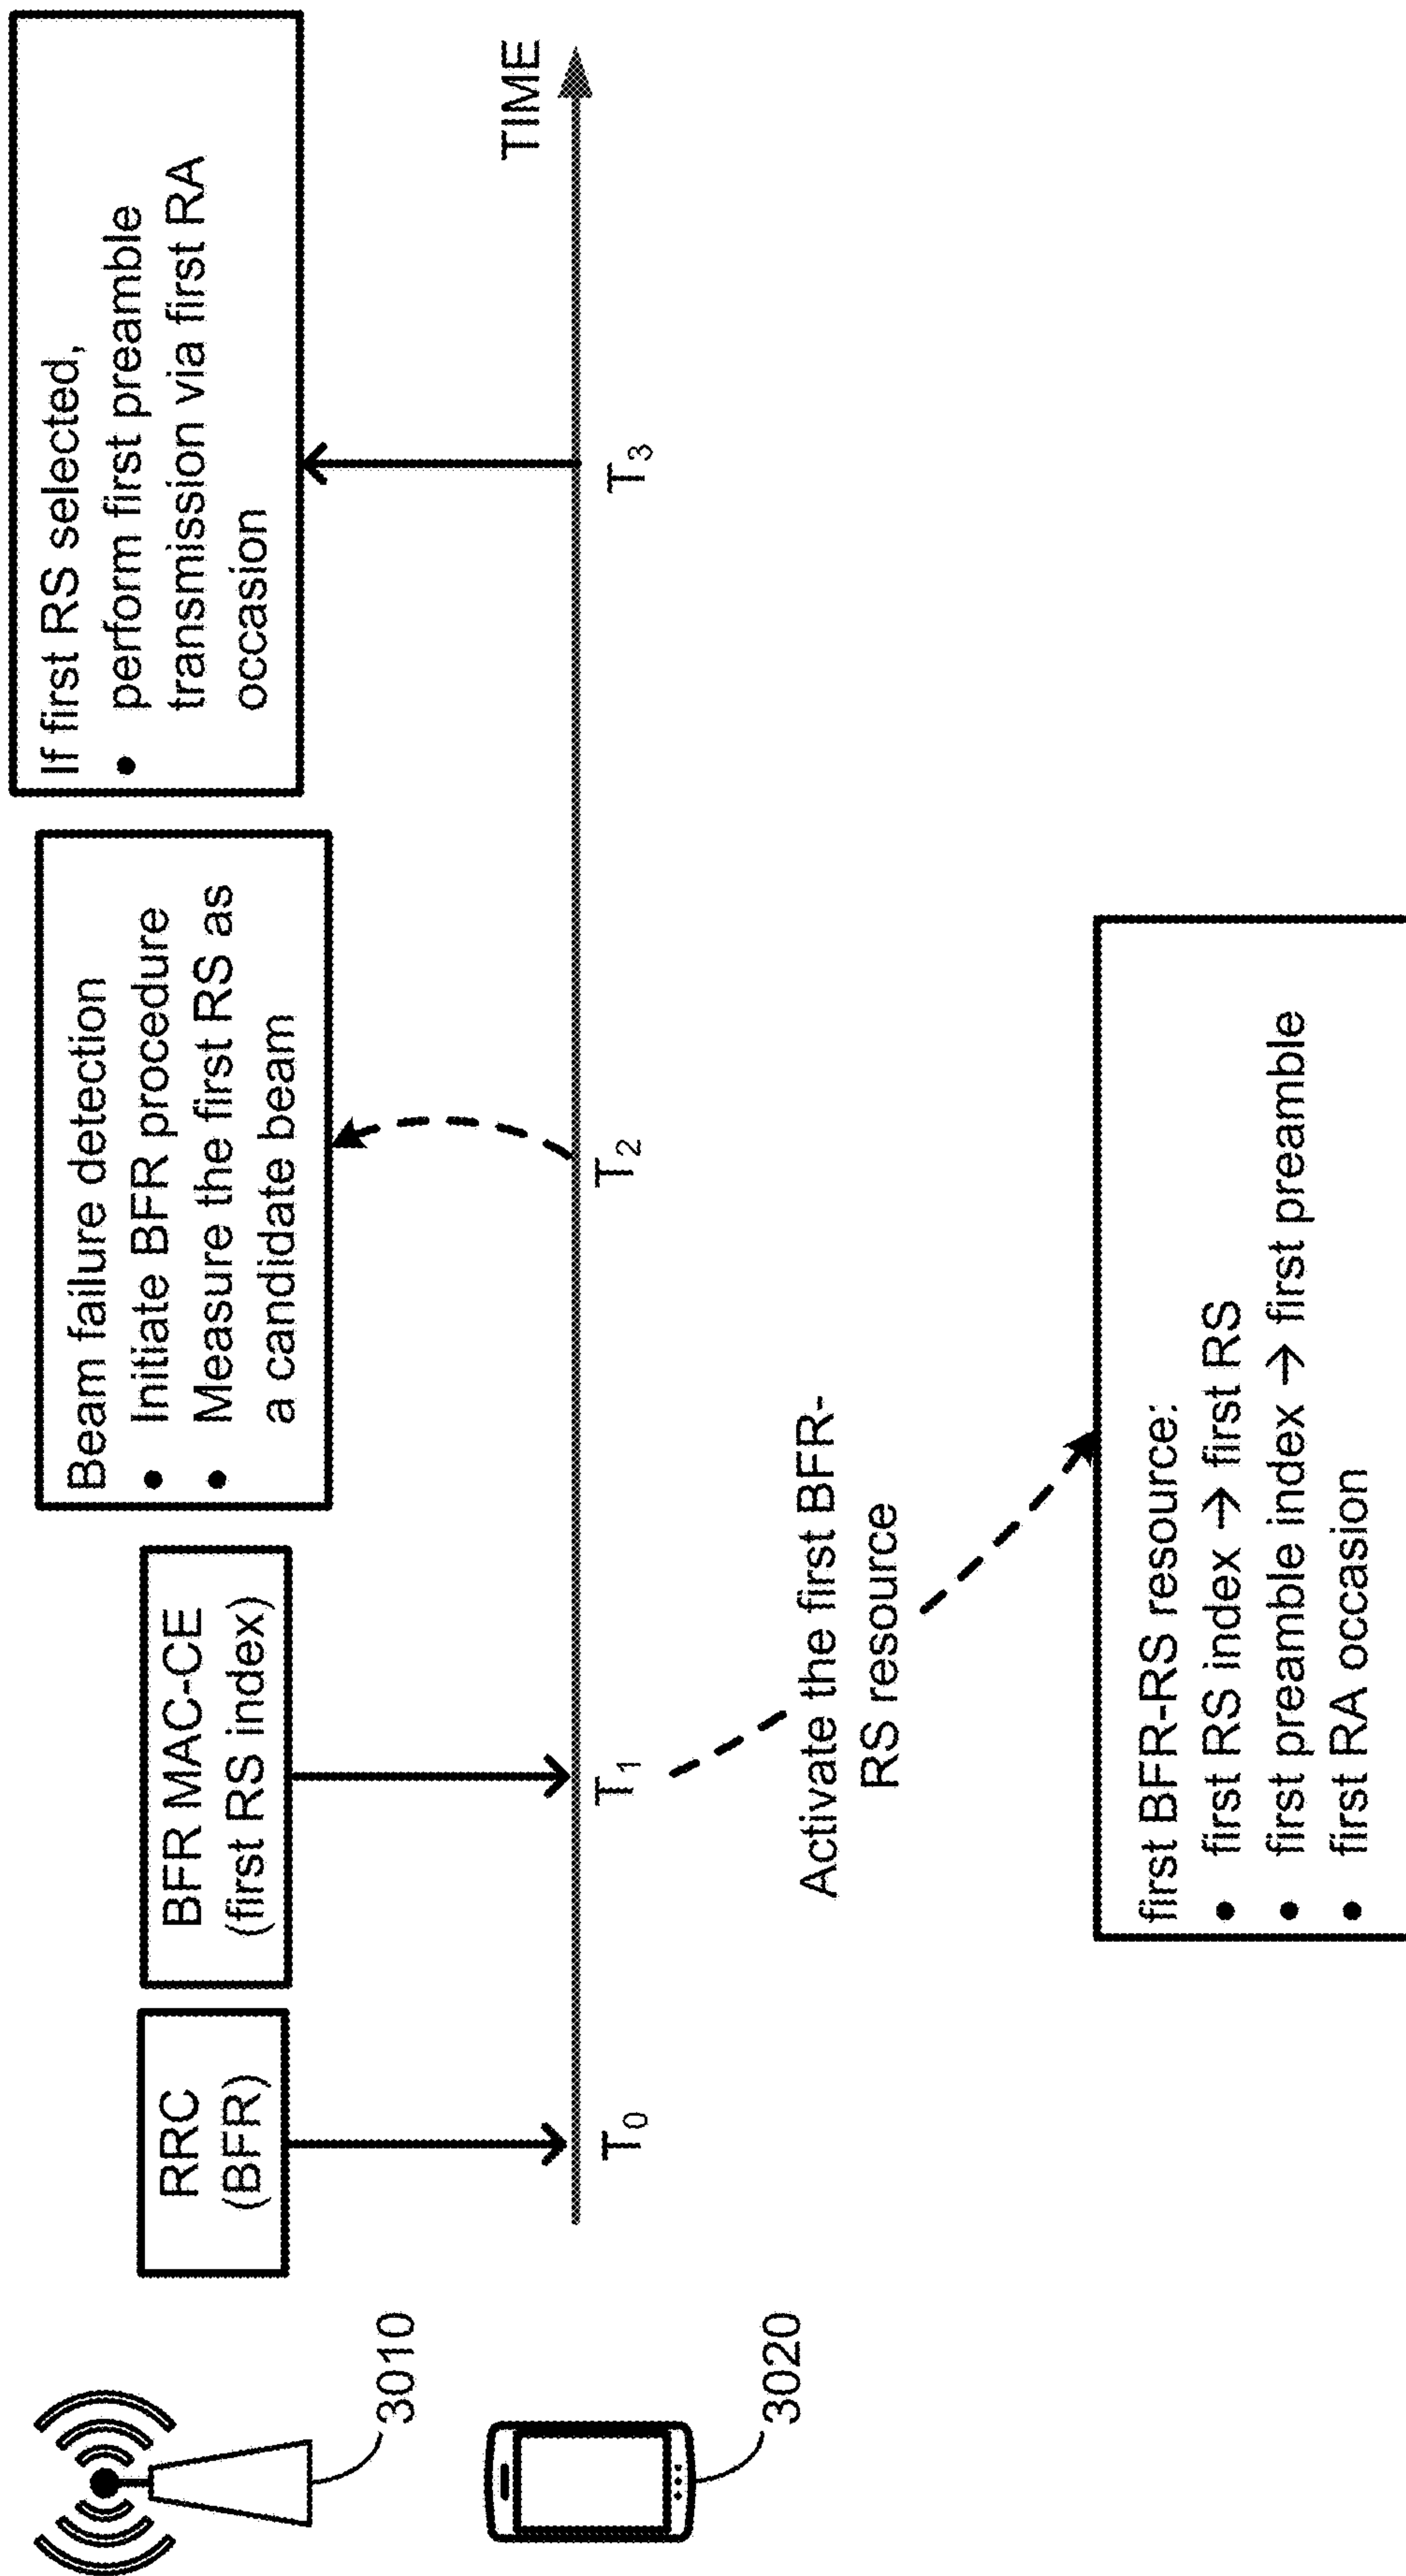 3010
3020
RRC
(BFR)
BFR MAC-CE
(first RS index)
Beam failure detection
• Initiate BFR procedure
• Measure the first RS as
a candidate beam
If first RS selected,
• perform first preamble
transmission via first RA
occasion
TIME
T0
T1
T2
T3
Activate the first BFR-
RS resource
first BFR-RS resource:
• first RS index → first RS
• first preamble index → first preamble
• first RA occasion